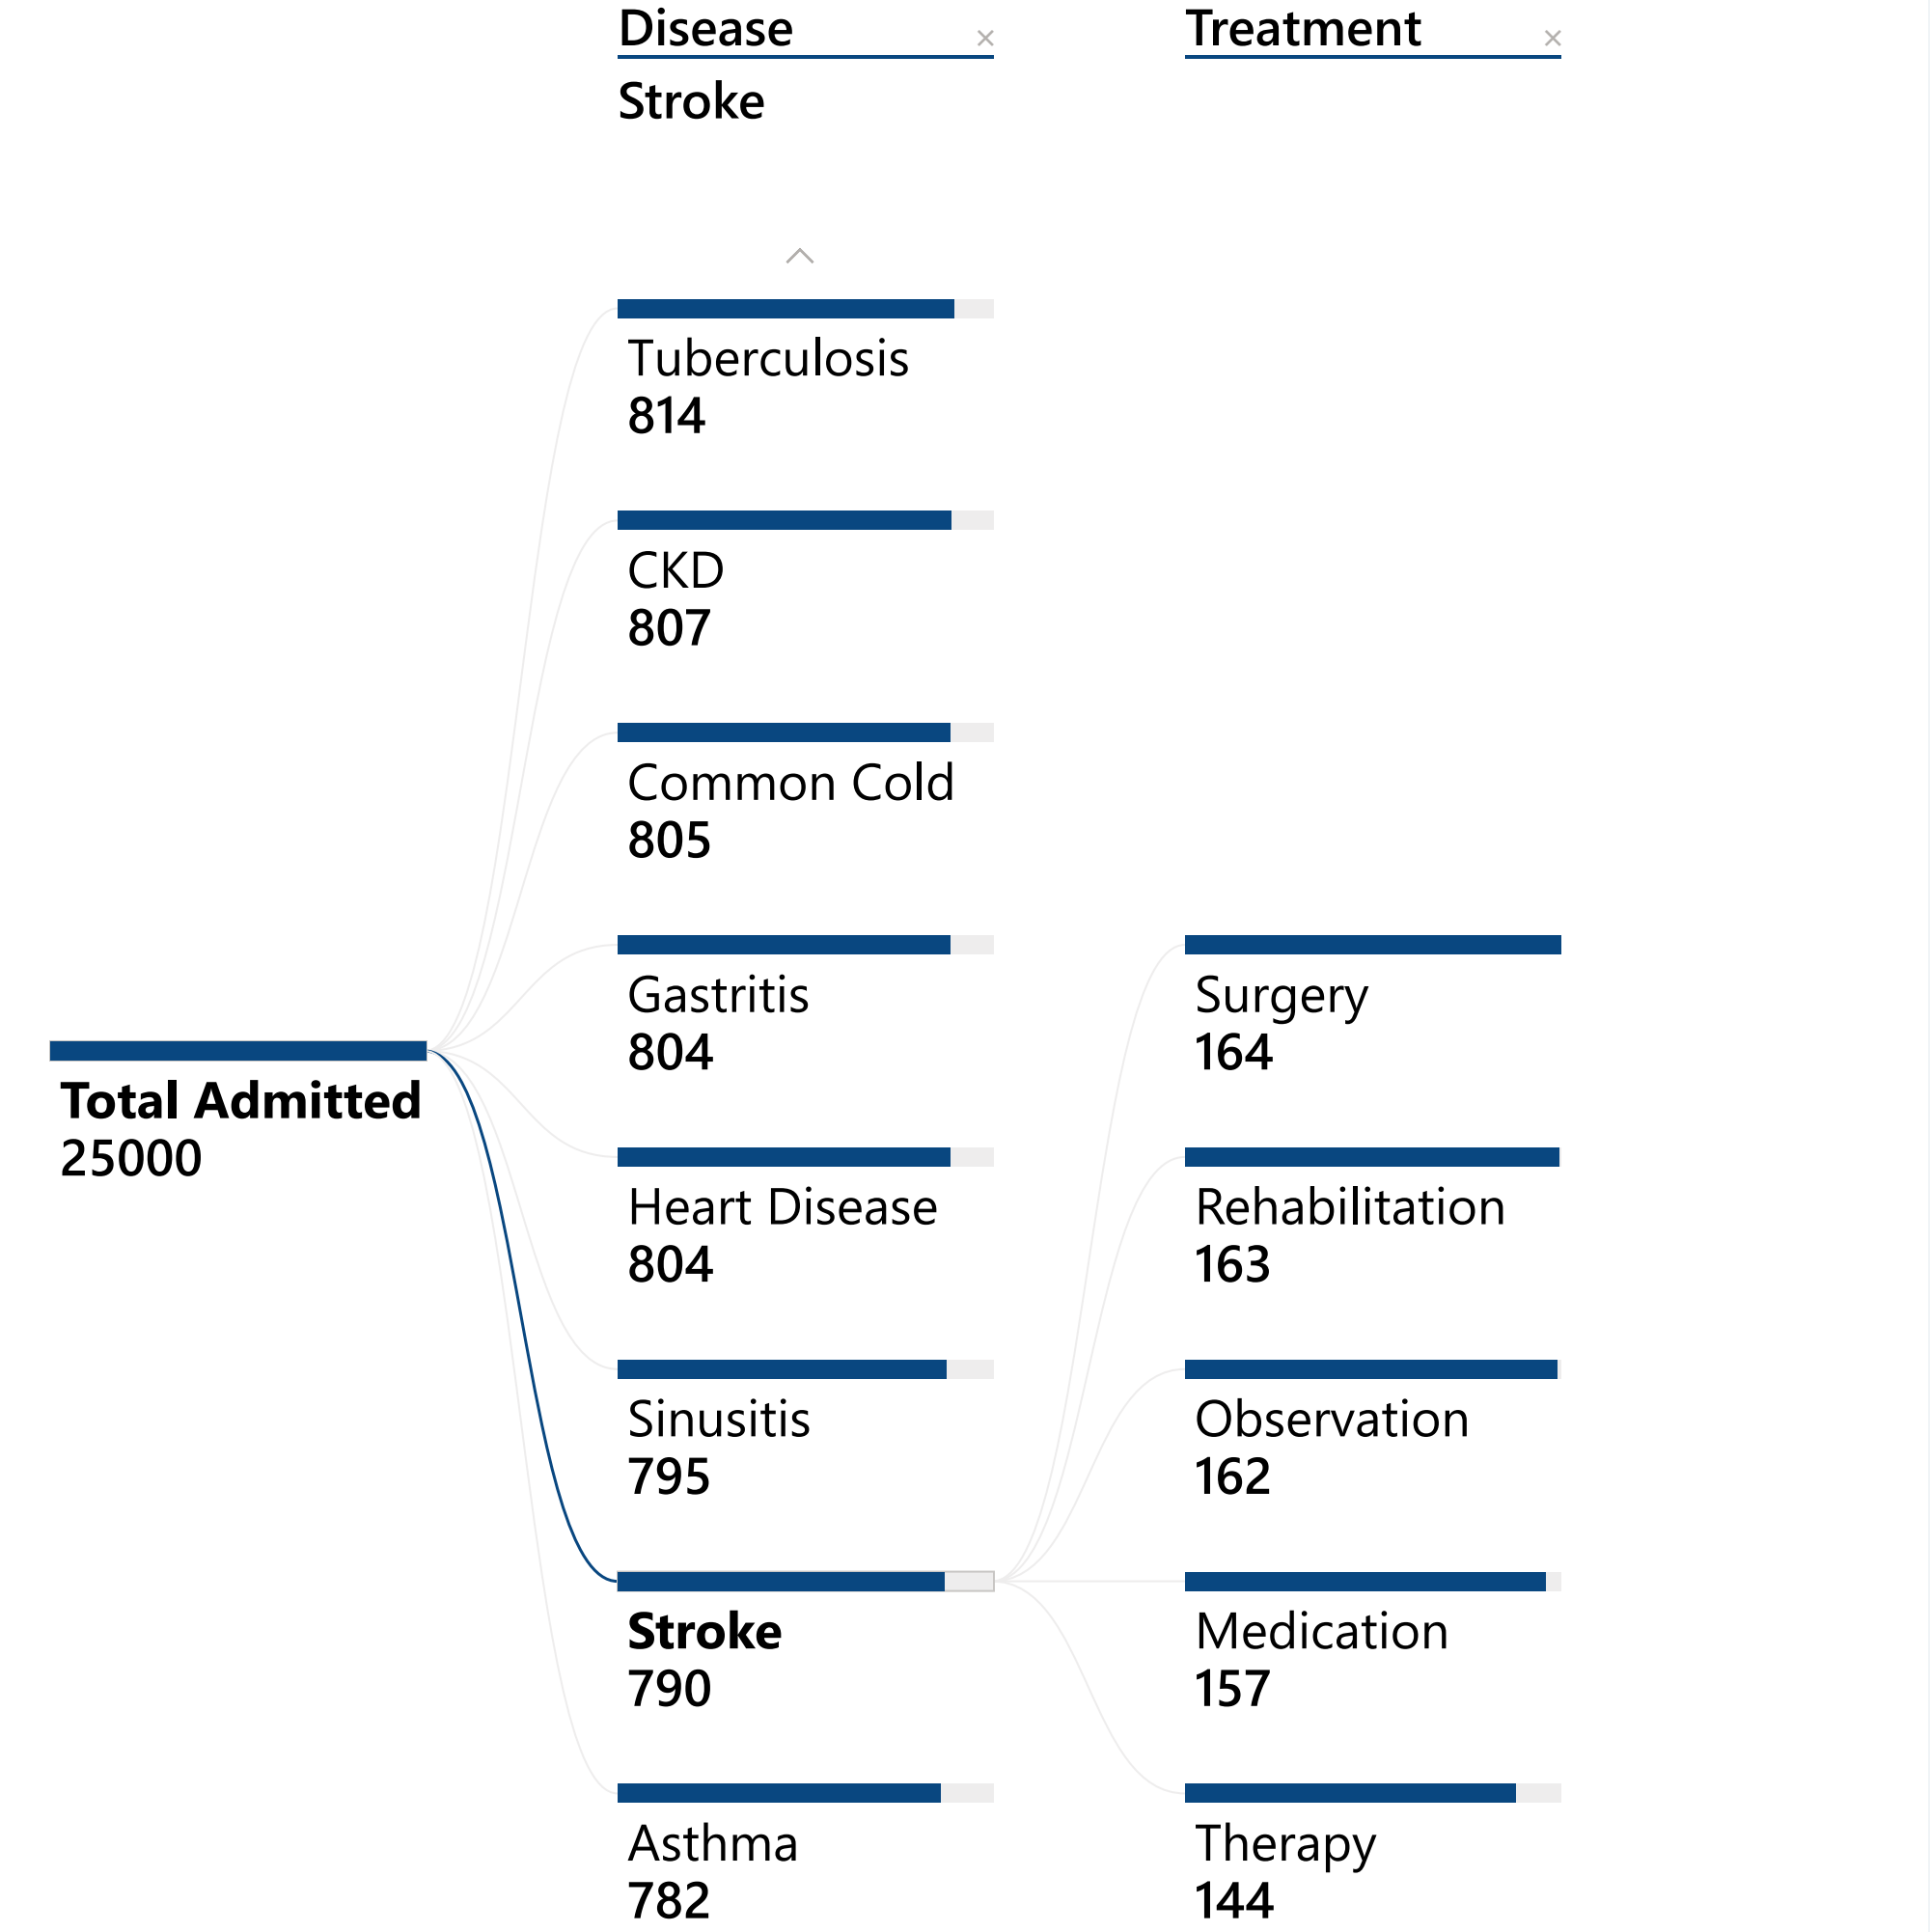 Disease
Treatment
Stroke
Tuberculosis
814
CKD
807
Common Cold
805
Gastritis
804
Heart Disease
804
Sinusitis
795
Stroke
790
Asthma
782
Total Admitted
25000
Surgery
164
Rehabilitation
163
Observation
162
Medication
157
Therapy
144